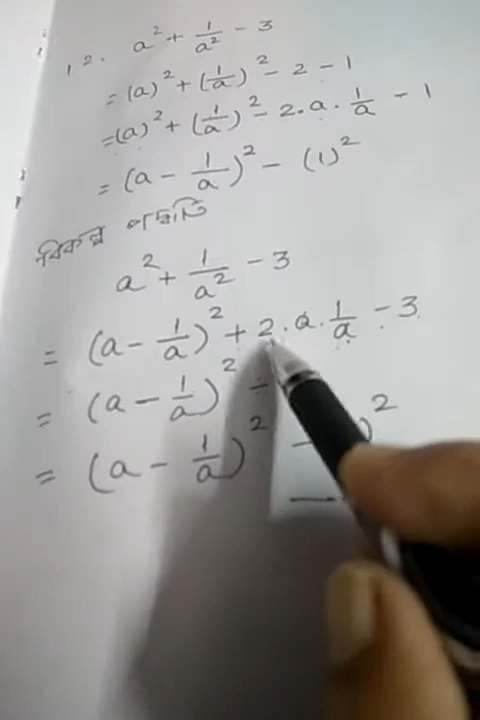 12. a² + 1/a² - 3
= (a)² + (1/a)² - 2 - 1
= (a)² + (1/a)² - 2.a.1/a - 1
= (a - 1/a)² - (1)²
বিকল্প পদ্ধতি
a² + 1/a² - 3
= (a - 1/a)² + 2.a.1/a - 3
= (a - 1/a)²
= (a - 1/a)² - )²